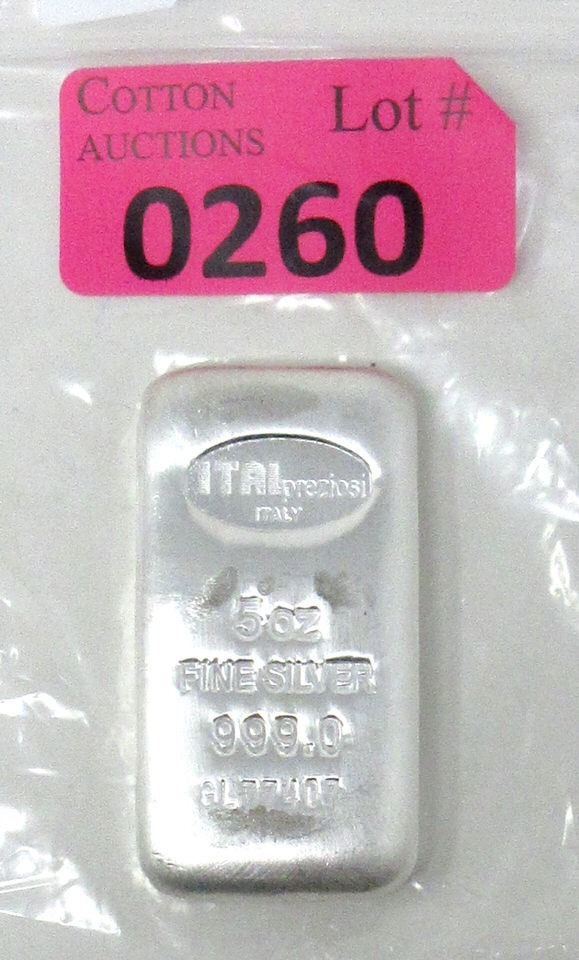 COTTON
AUCTIONS
Lot #
0260
ITALpreziosi
ITALY
5 oz
FINE SILVER
999.0